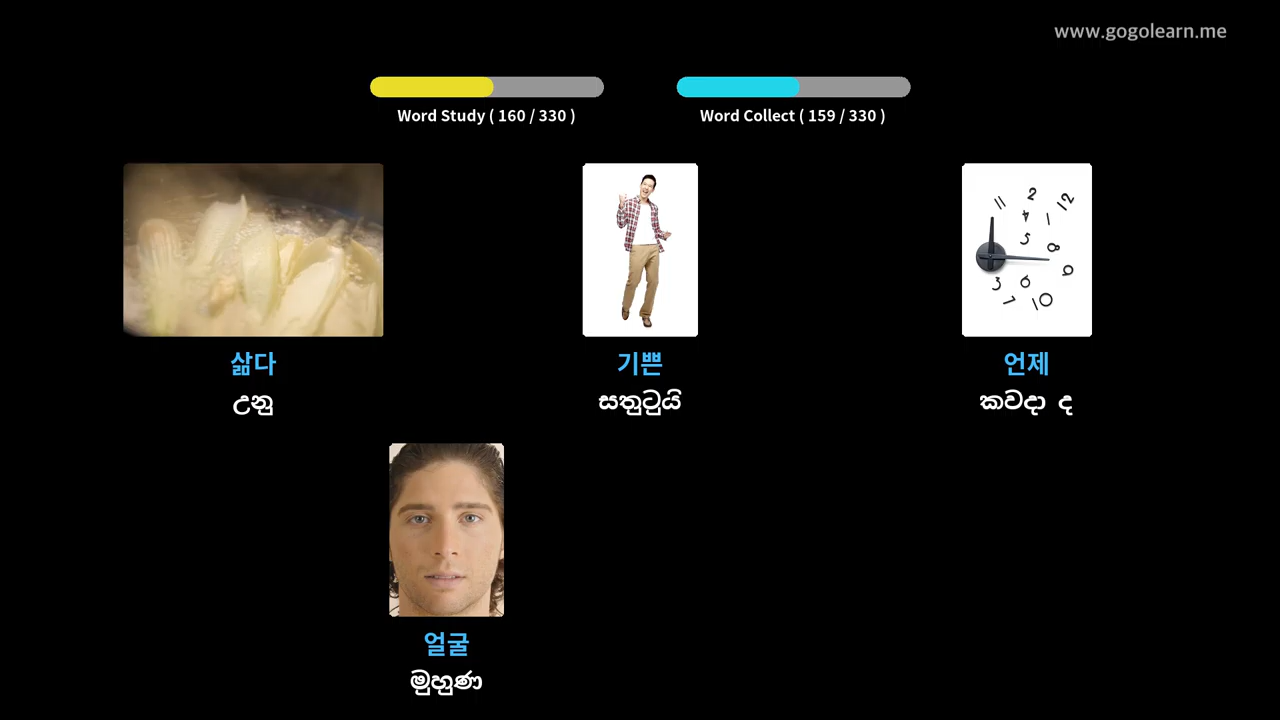 www.gogolearn.me
Word Study ( 160 / 330 )
Word Collect ( 159 / 330 )
삶다
උනු
기쁜
සතුටුයි
언제
කවදා ද
얼굴
මුහුණ